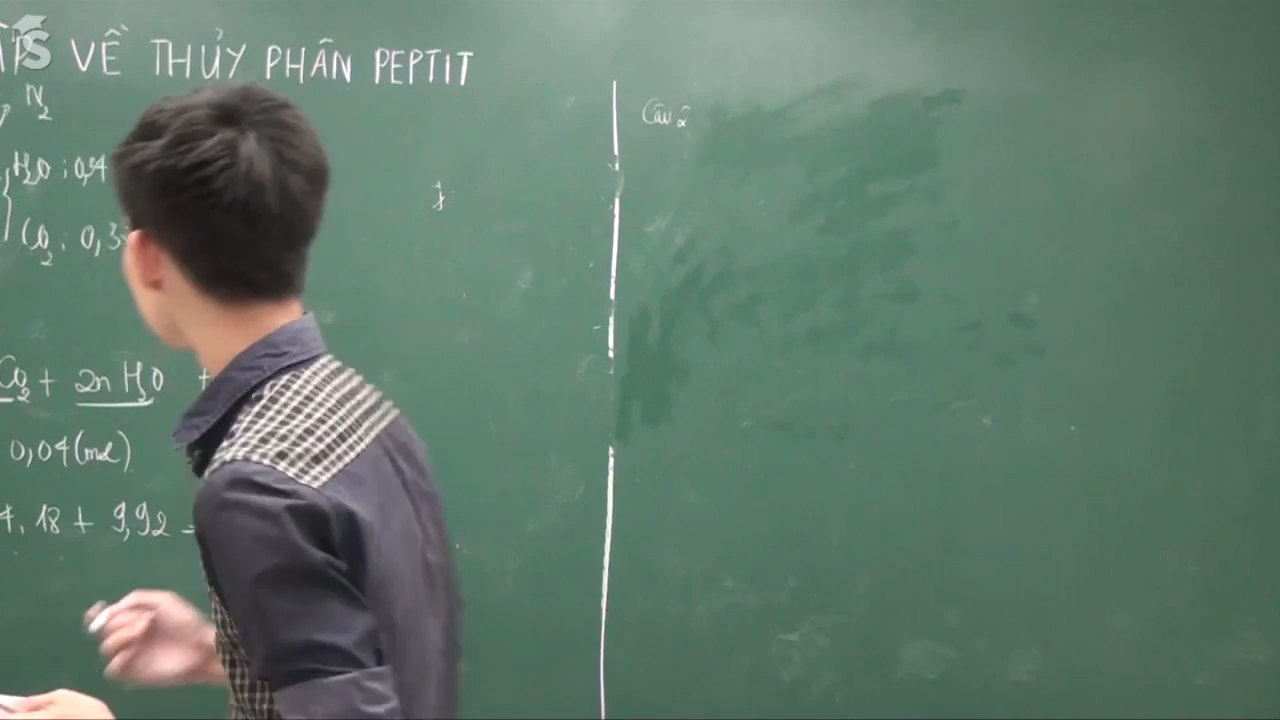 VỀ THỦY PHÂN PEPTIT
N₂
H₂O : 0,4
CO₂ : 0,3
CO₂ + 2n H₂O +
0,04 (mol)
4.18 + 9,92 =
Câu 2